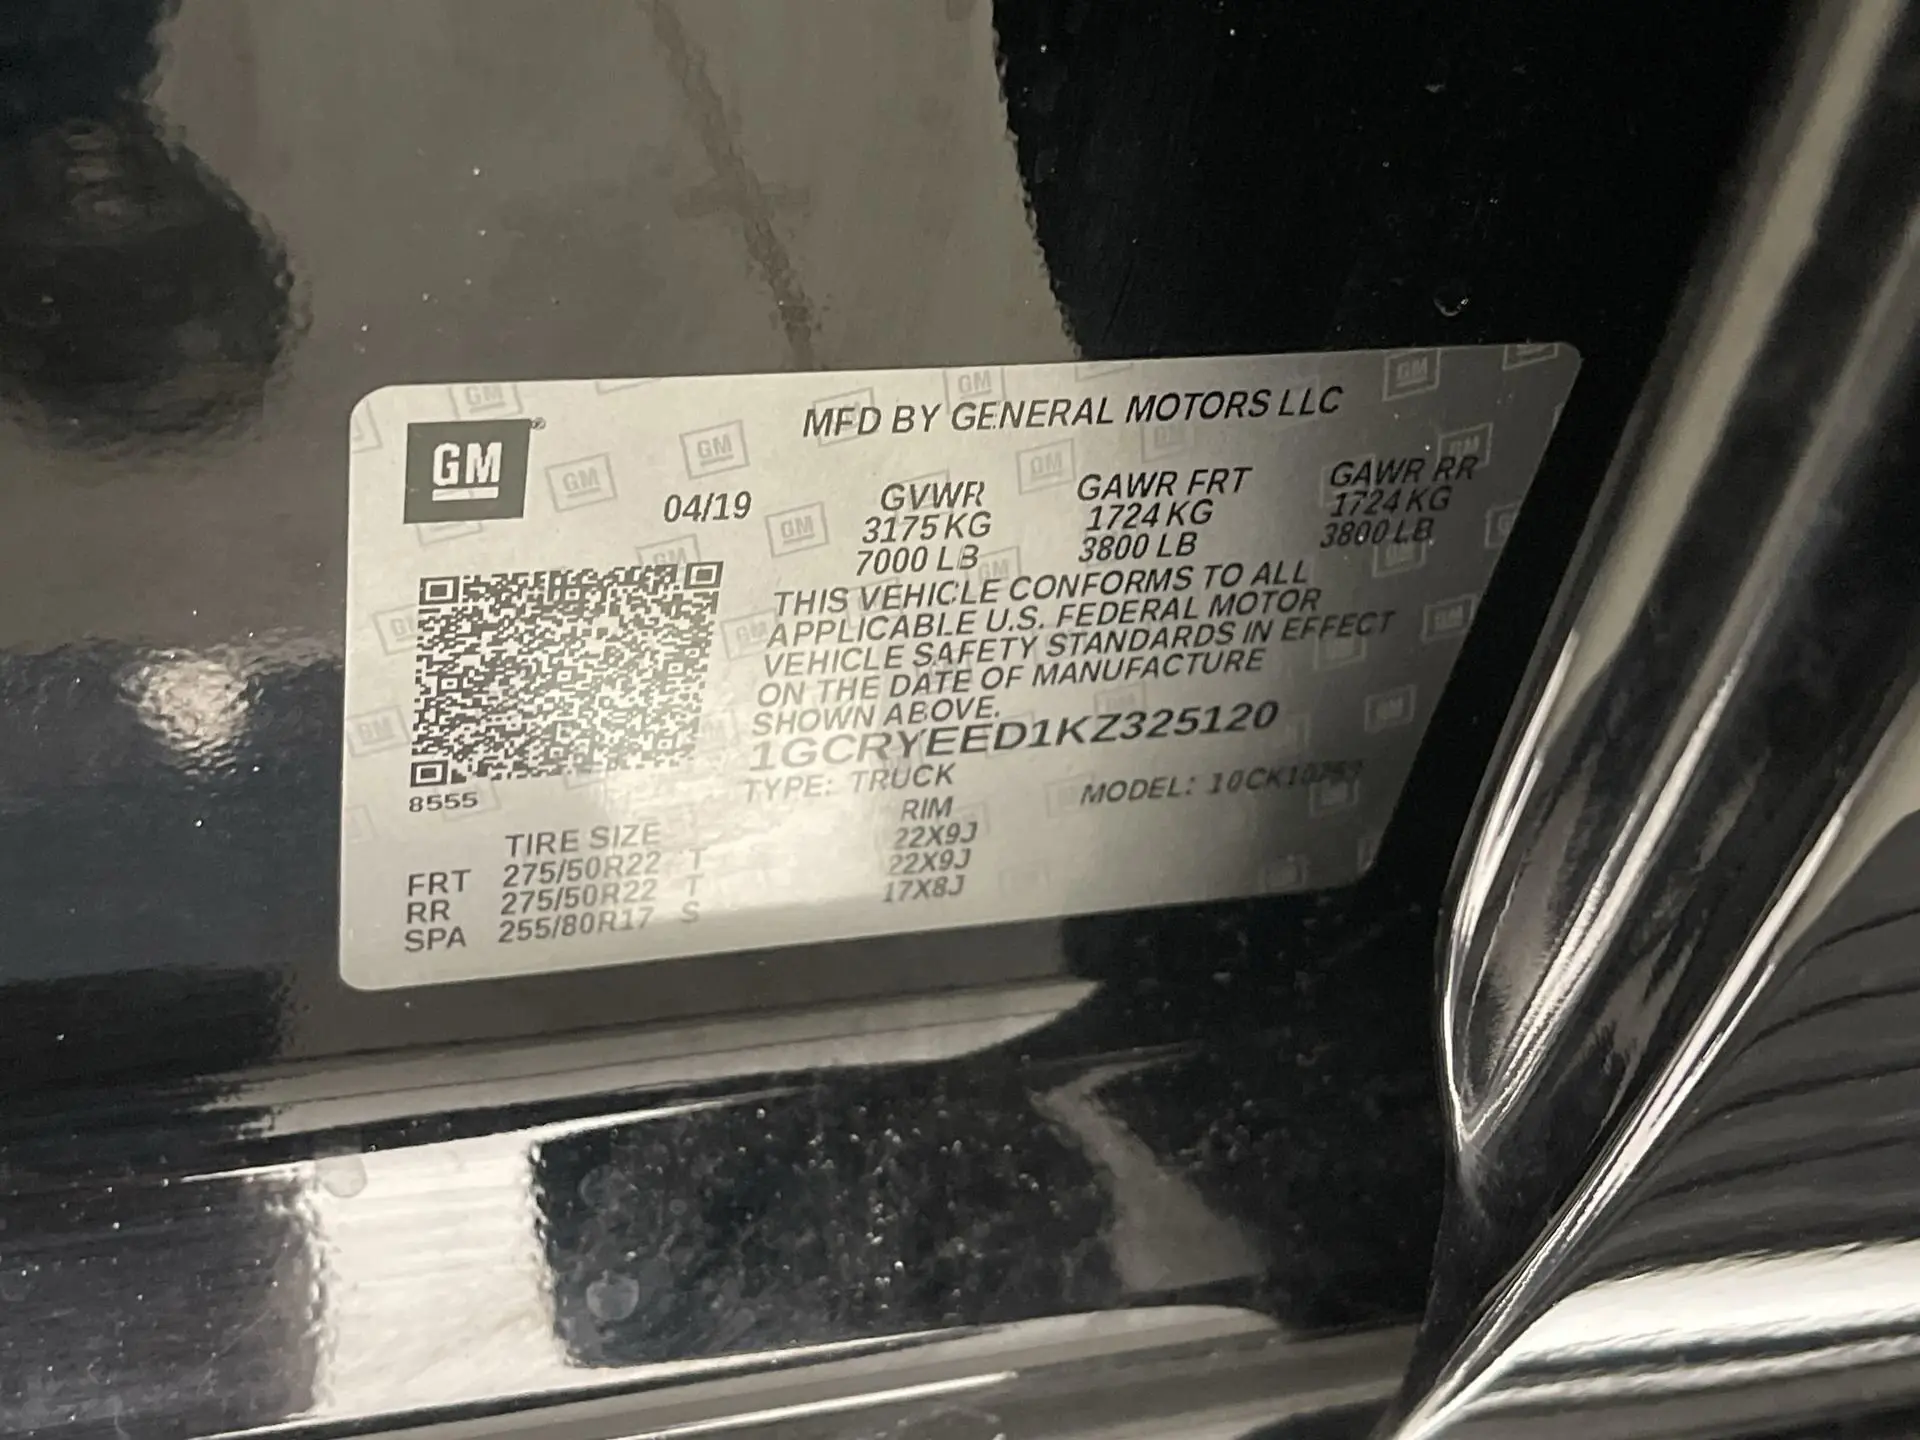 GM
MFD BY GENERAL MOTORS LLC
04/19 GVWR GAWR FRT GAWR RR
3175 KG 1724 KG 1724 KG
7000 LB 3800 LB 3800 LB
THIS VEHICLE CONFORMS TO ALL
APPLICABLE U.S. FEDERAL MOTOR
VEHICLE SAFETY STANDARDS IN EFFECT
ON THE DATE OF MANUFACTURE
SHOWN ABOVE.
1GCRYEED1KZ325120
TYPE: TRUCK MODEL:
8555
TIRE SIZE RIM
FRT 275/50R22 T 22X9J
RR 275/50R22 T 22X9J
SPA 255/80R17 S 17X8J